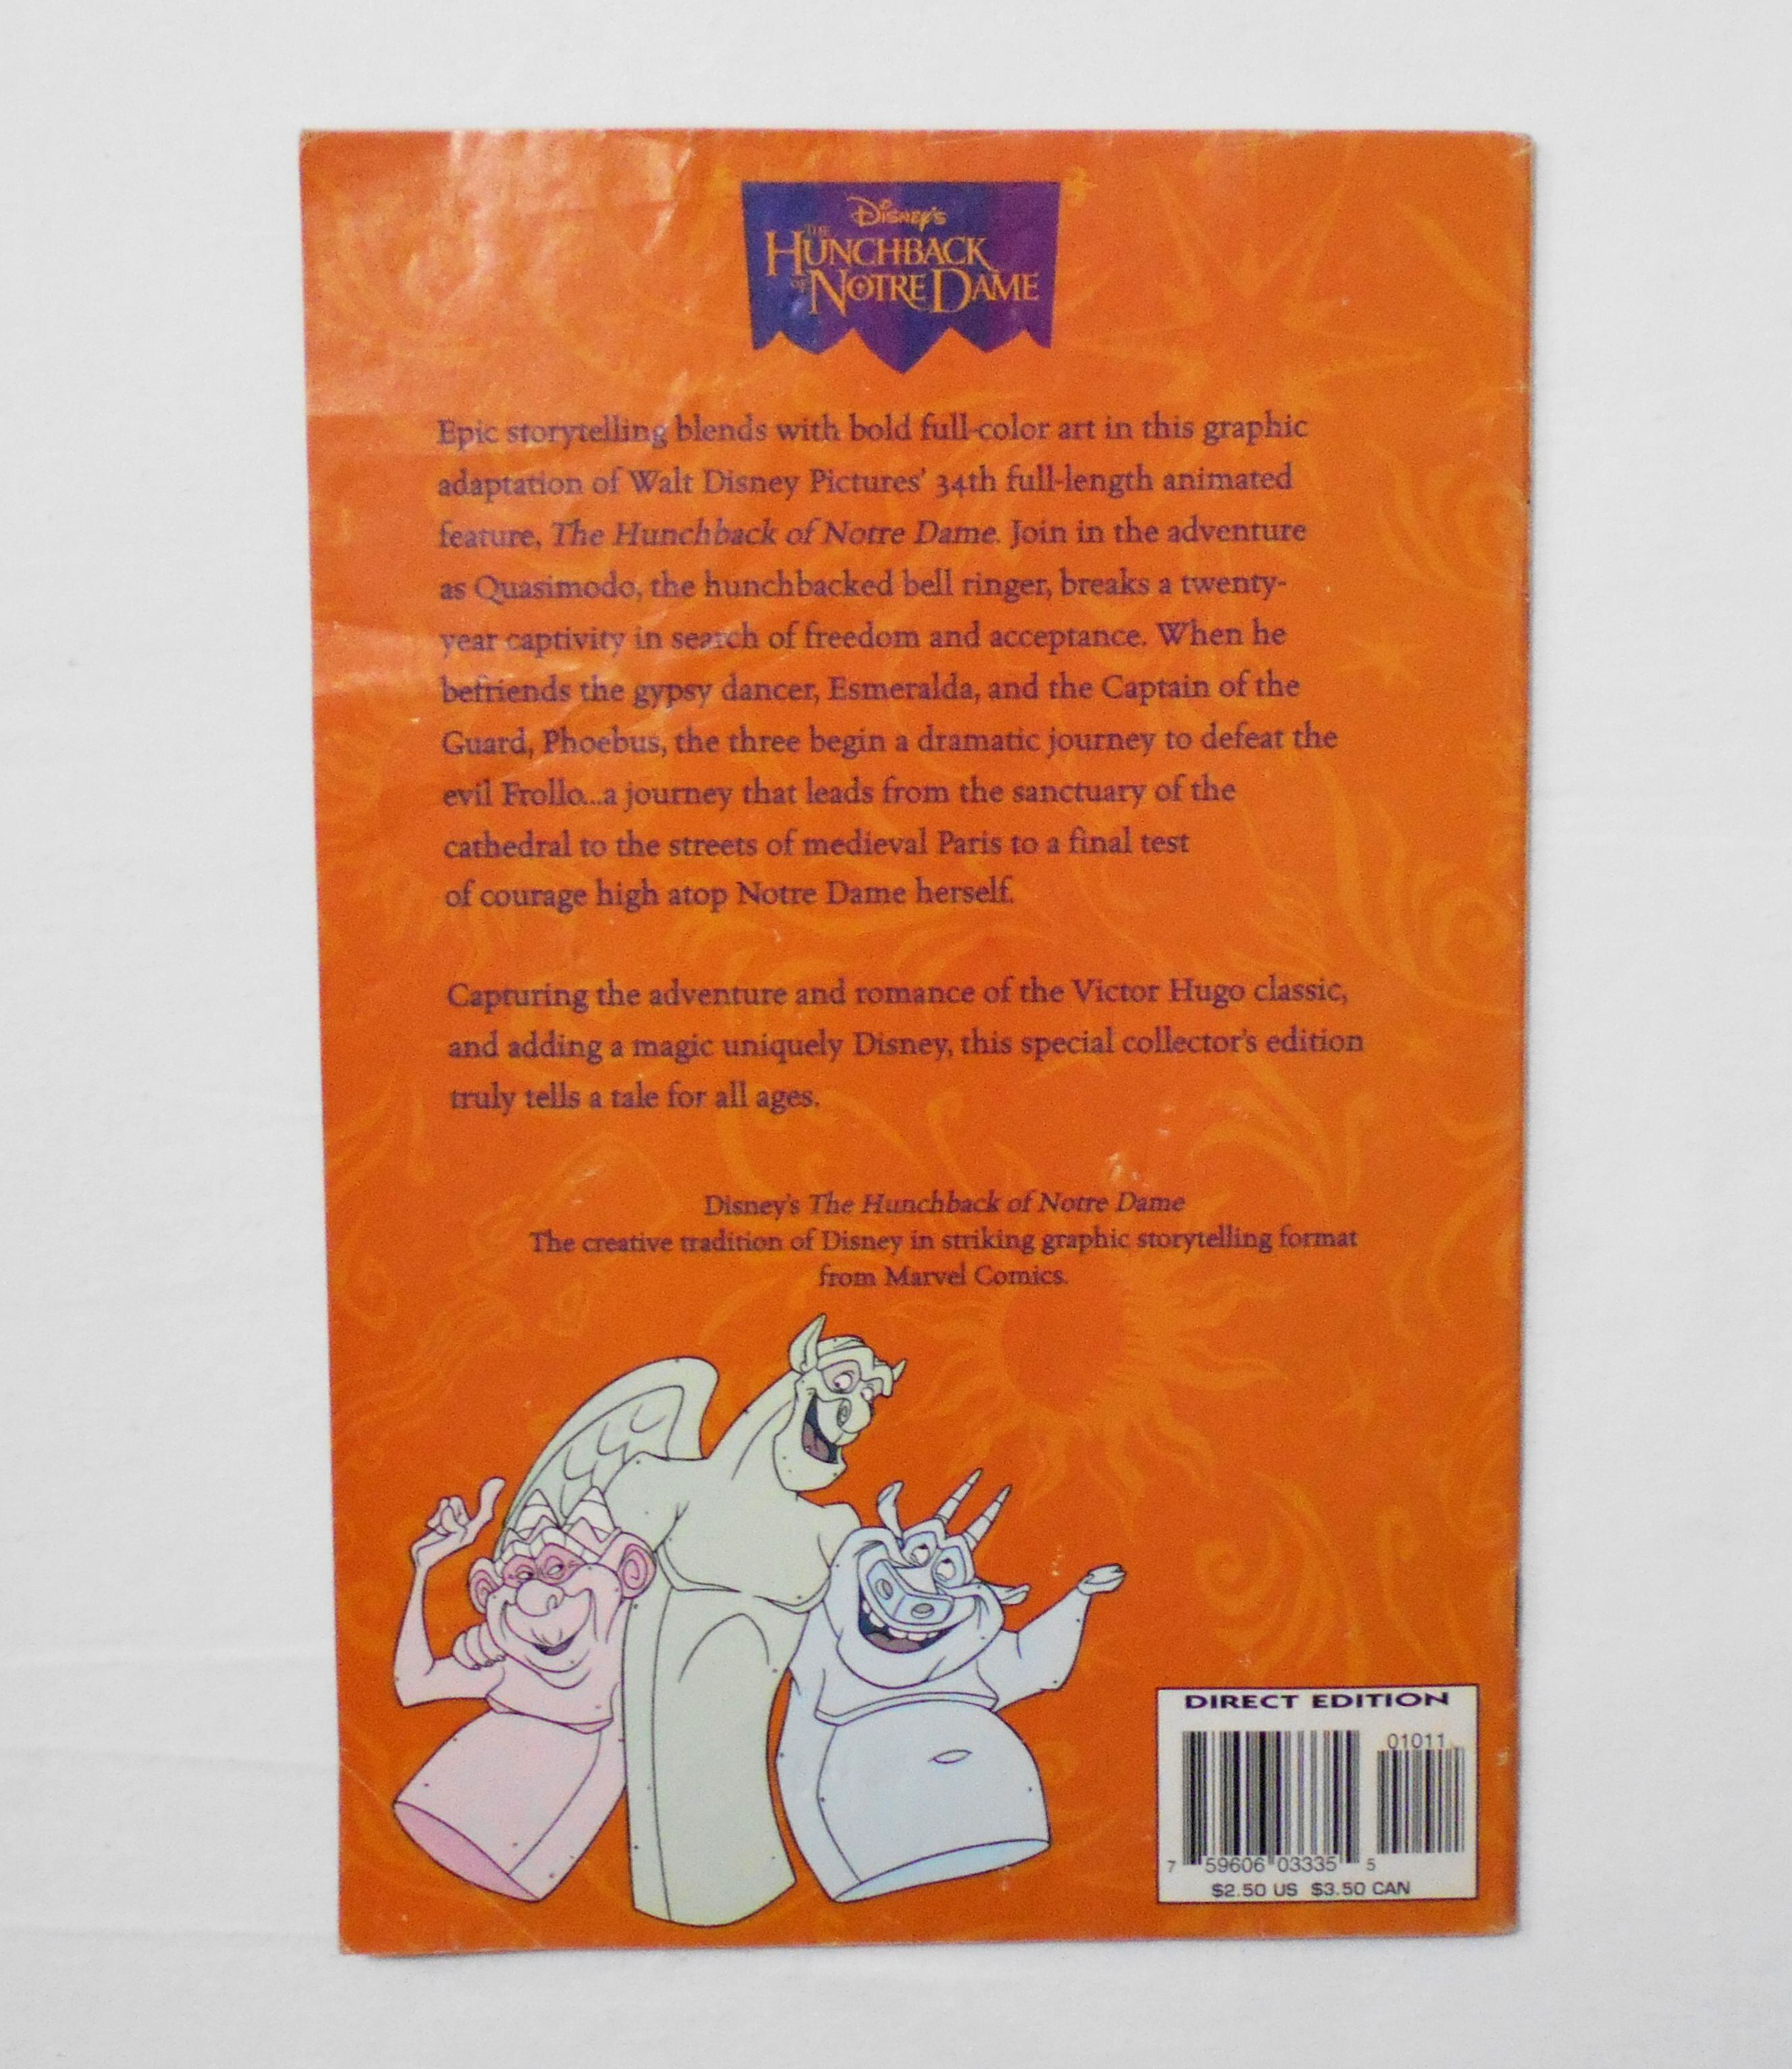 Disney's
THE
HUNCHBACK
OF NOTRE DAME
Epic storytelling blends with bold full-color art in this graphic
adaptation of Walt Disney Pictures' 34th full-length animated
feature, The Hunchback of Notre Dame. Join in the adventure
as Quasimodo, the hunchbacked bell ringer, breaks a twenty-
year captivity in search of freedom and acceptance. When he
befriends the gypsy dancer, Esmeralda, and the Captain of the
Guard, Phoebus, the three begin a dramatic journey to defeat the
evil Frollo...a journey that leads from the sanctuary of the
cathedral to the streets of medieval Paris to a final test
of courage high atop Notre Dame herself.
Capturing the adventure and romance of the Victor Hugo classic,
and adding a magic uniquely Disney, this special collector's edition
truly tells a tale for all ages.
Disney's The Hunchback of Notre Dame
The creative tradition of Disney in striking graphic storytelling format
from Marvel Comics.
DIRECT EDITION
01011
7 59606 03335 5
$2.50 US $3.50 CAN